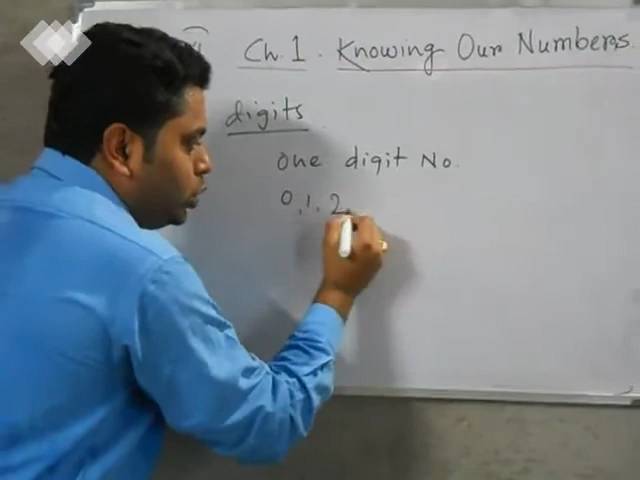 Ch.1. Knowing Our Numbers.
digits
One digit No.
0,1,2,